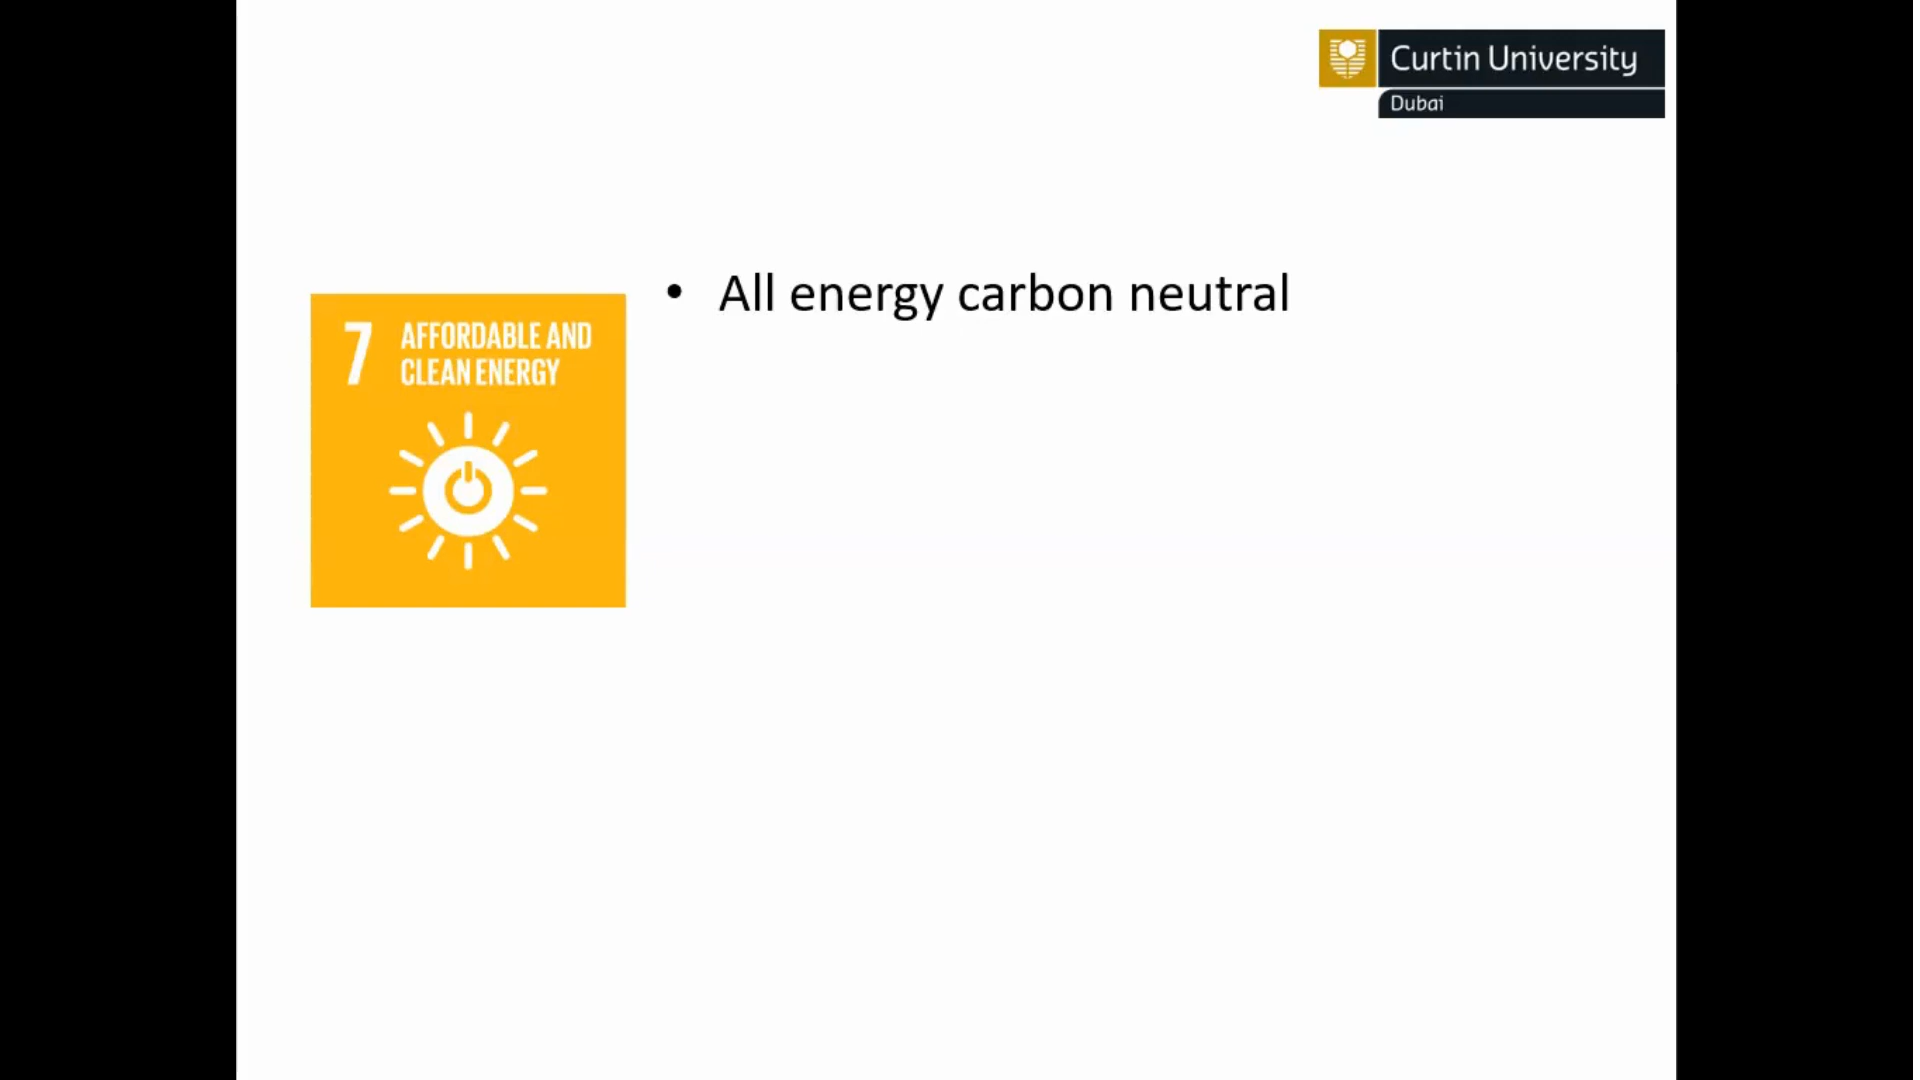 Curtin University
Dubai
• All energy carbon neutral
7 AFFORDABLE AND
CLEAN ENERGY